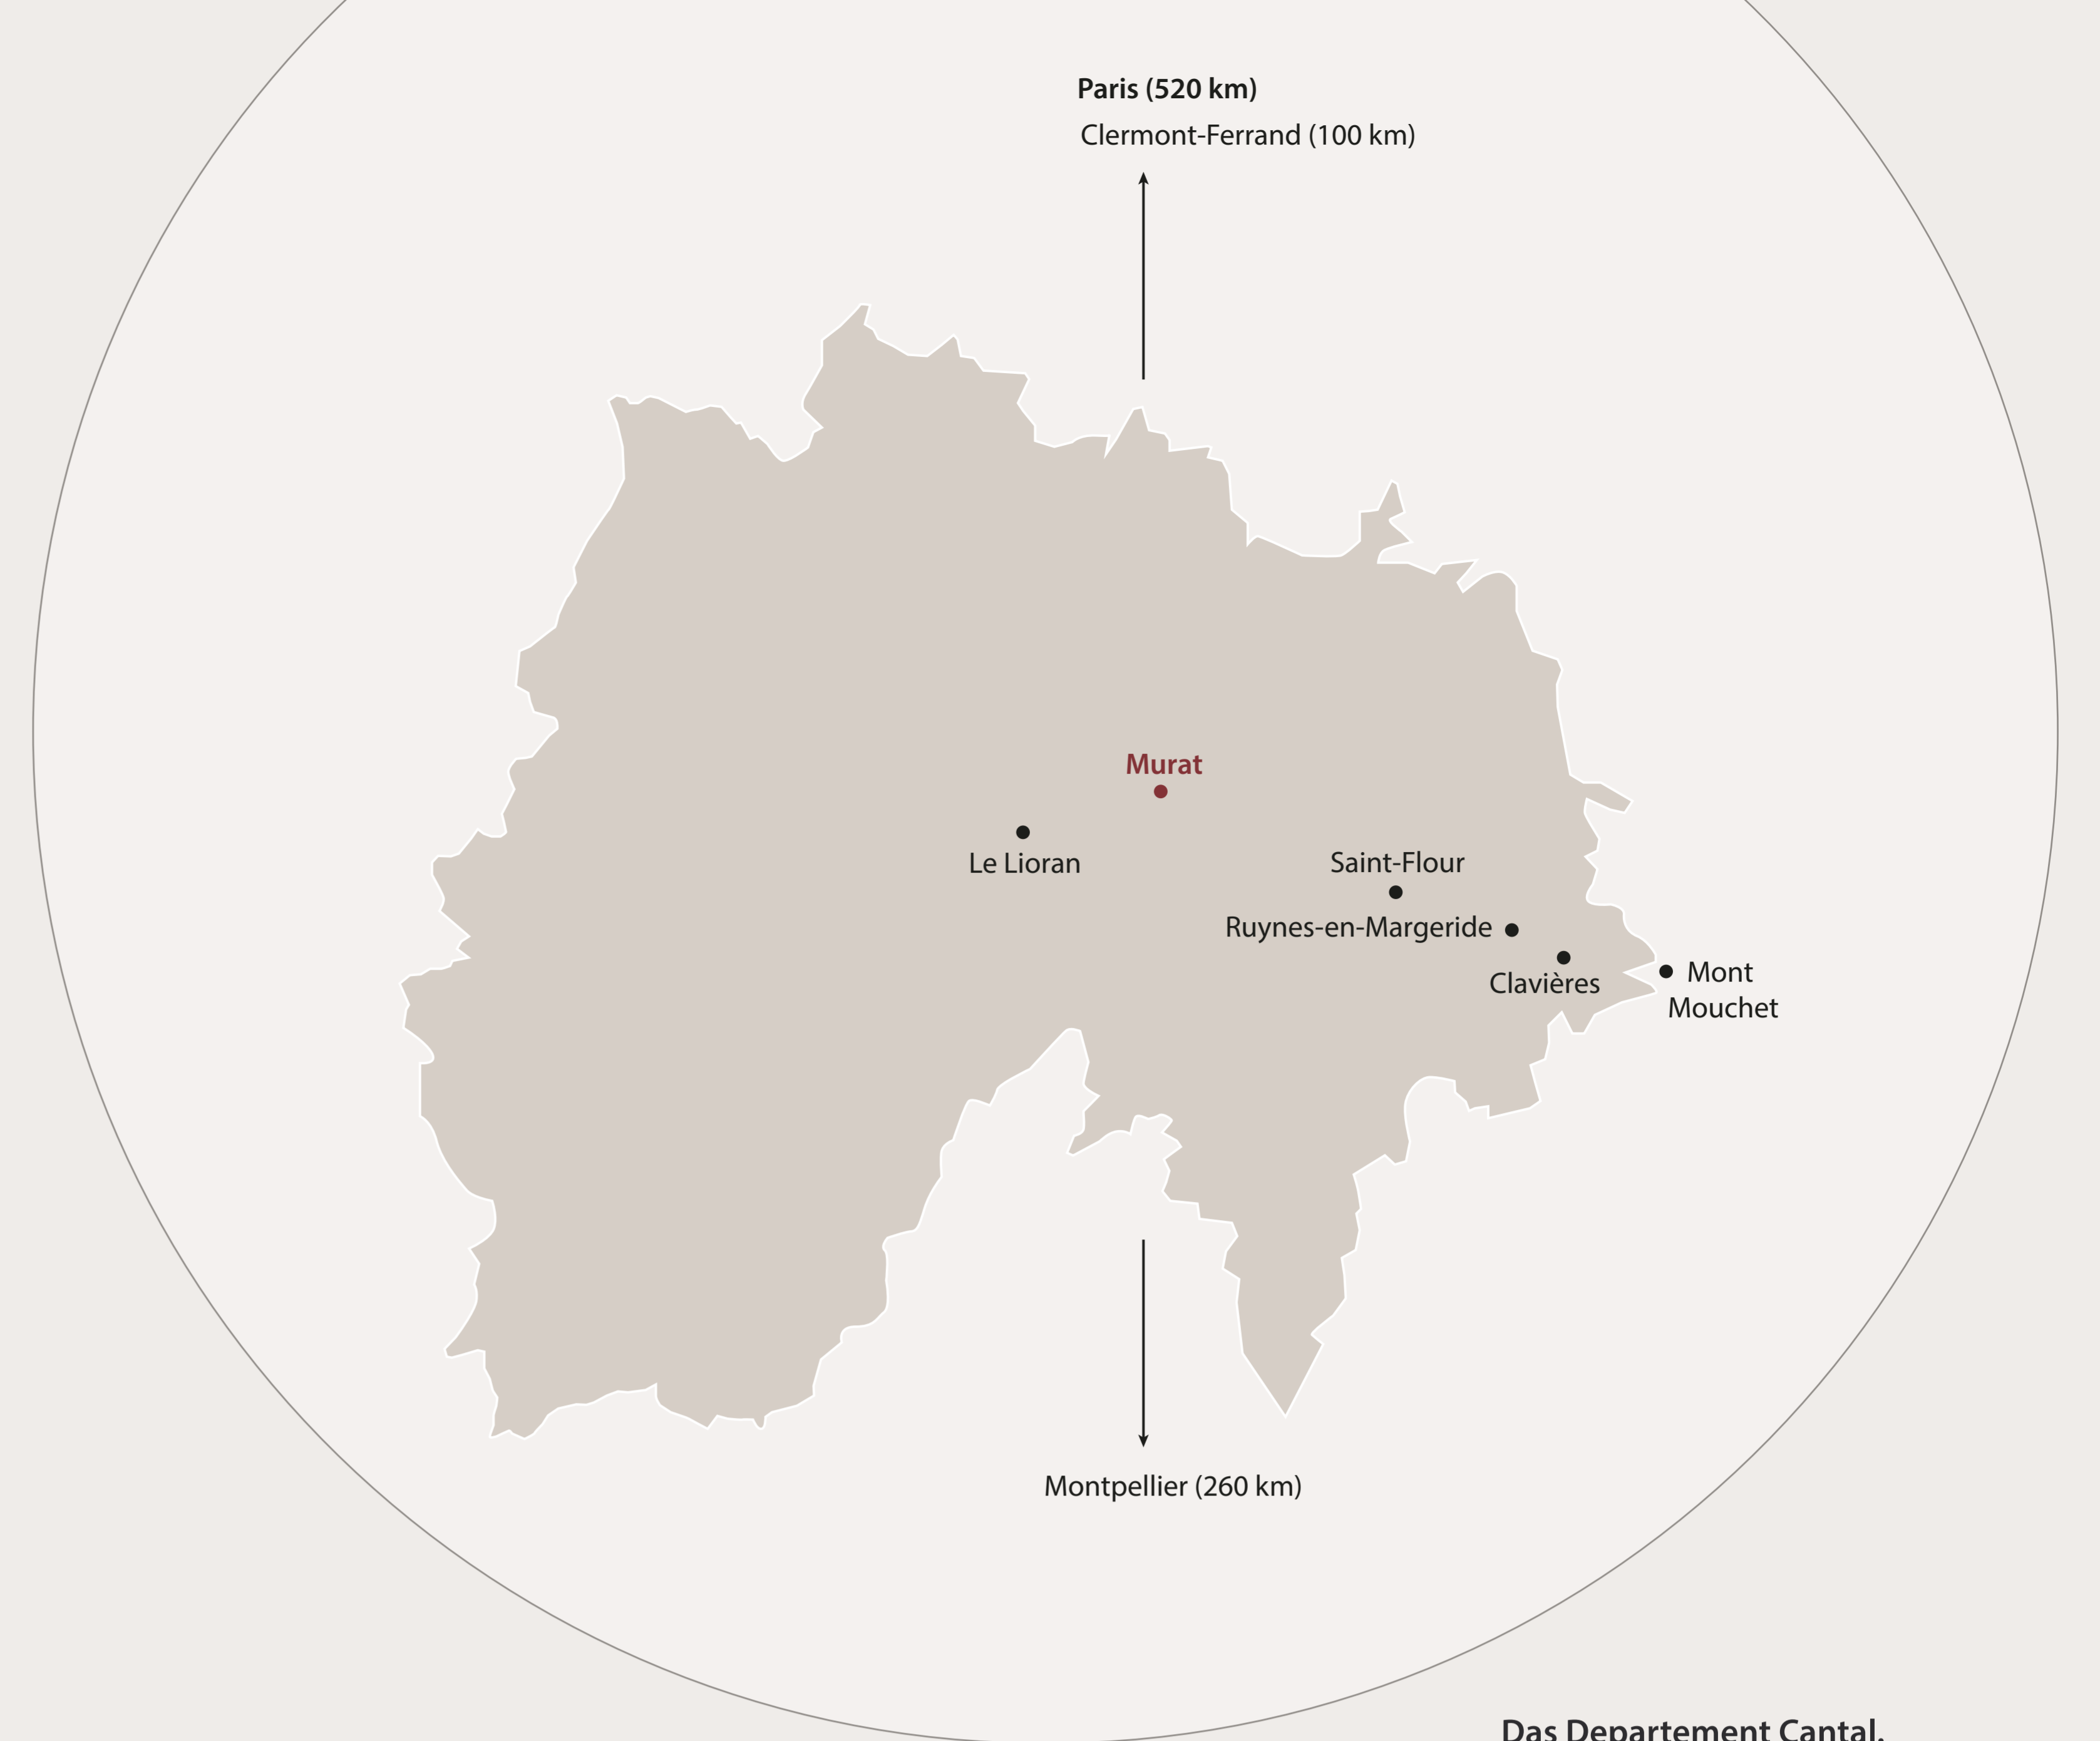 Paris (520 km)
Clermont-Ferrand (100 km)
Murat
Le Lioran
Saint-Flour
Ruynes-en-Margeride
Clavières
Mont
Mouchet
Montpellier (260 km)
Das Departement Cantal.